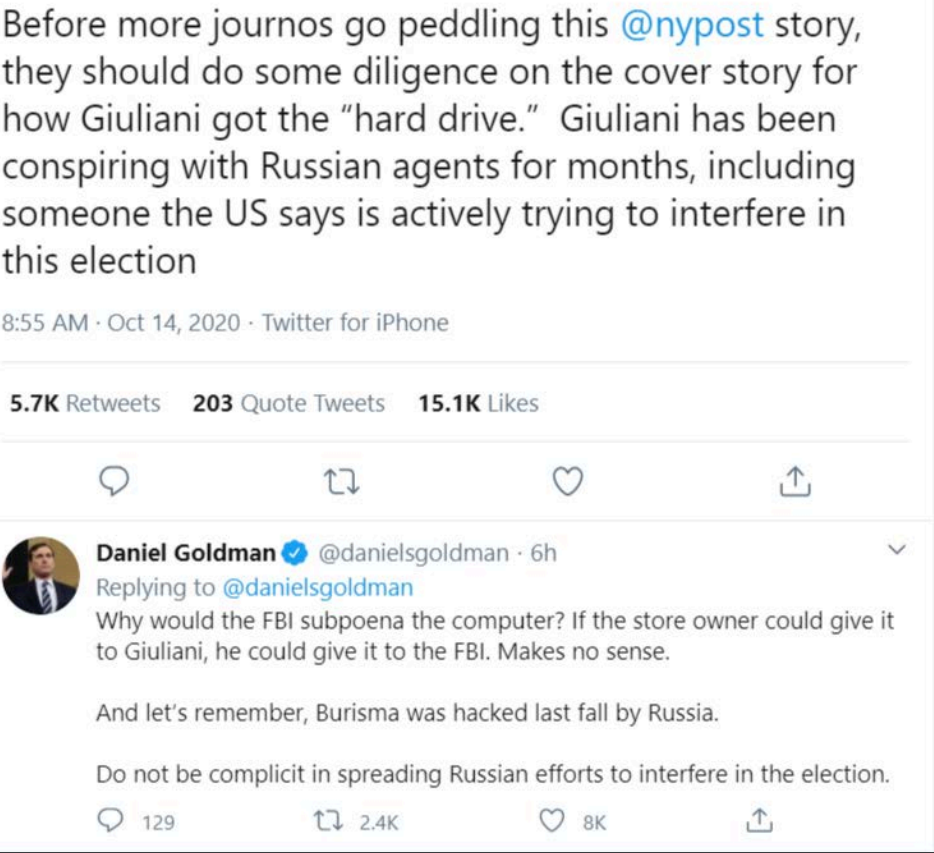 Before more journos go peddling this @nypost story,
they should do some diligence on the cover story for
how Giuliani got the “hard drive.”  Giuliani has been
conspiring with Russian agents for months, including
someone the US says is actively trying to interfere in
this election
8:55 AM · Oct 14, 2020 · Twitter for iPhone
5.7K Retweets 203 Quote Tweets 15.1K Likes
Daniel Goldman @danielsgoldman · 6h
Replying to @danielsgoldman
Why would the FBI subpoena the computer? If the store owner could give it
to Giuliani, he could give it to the FBI. Makes no sense.
And let’s remember, Burisma was hacked last fall by Russia.
Do not be complicit in spreading Russian efforts to interfere in the election.
129 2.4K 8K